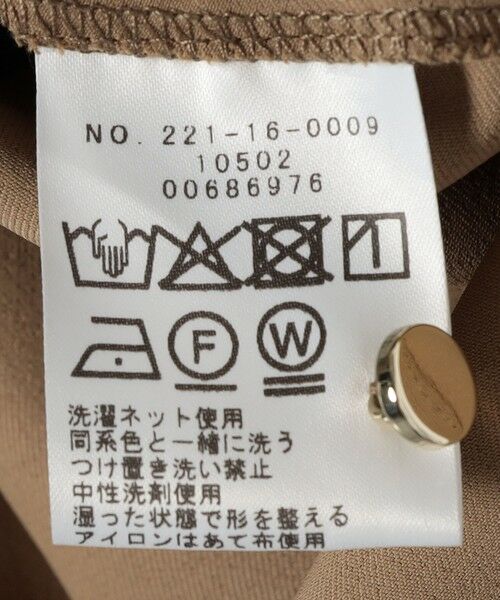 NO. 221-16-0009
10502
00686976
F W
洗濯ネット使用
同系色と一緒に洗う
つけ置き洗い禁止
中性洗剤使用
湿った状態で形を整える
アイロンはあて布使用